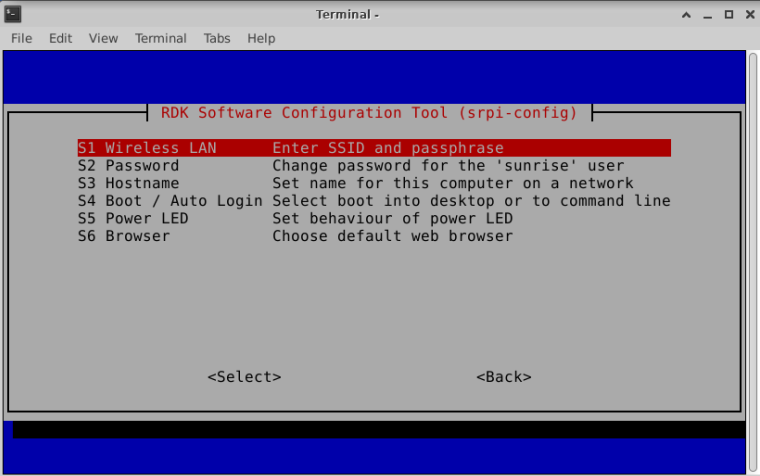 Terminal -
File Edit View Terminal Tabs Help
RDK Software Configuration Tool (srpi-config)
S1 Wireless LAN Enter SSID and passphrase
S2 Password Change password for the 'sunrise' user
S3 Hostname Set name for this computer on a network
S4 Boot / Auto Login Select boot into desktop or to command line
S5 Power LED Set behaviour of power LED
S6 Browser Choose default web browser
<Select> <Back>